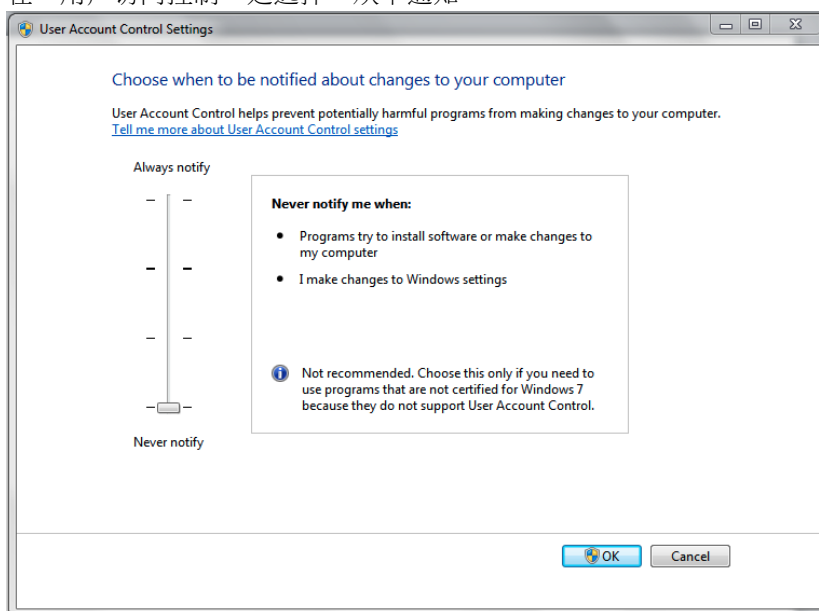 User Account Control Settings
Choose when to be notified about changes to your computer
User Account Control helps prevent potentially harmful programs from making changes to your computer.
Tell me more about User Account Control settings
Always notify
Never notify me when:
• Programs try to install software or make changes to
my computer
• I make changes to Windows settings
Not recommended. Choose this only if you need to
use programs that are not certified for Windows 7
because they do not support User Account Control.
Never notify
OK
Cancel